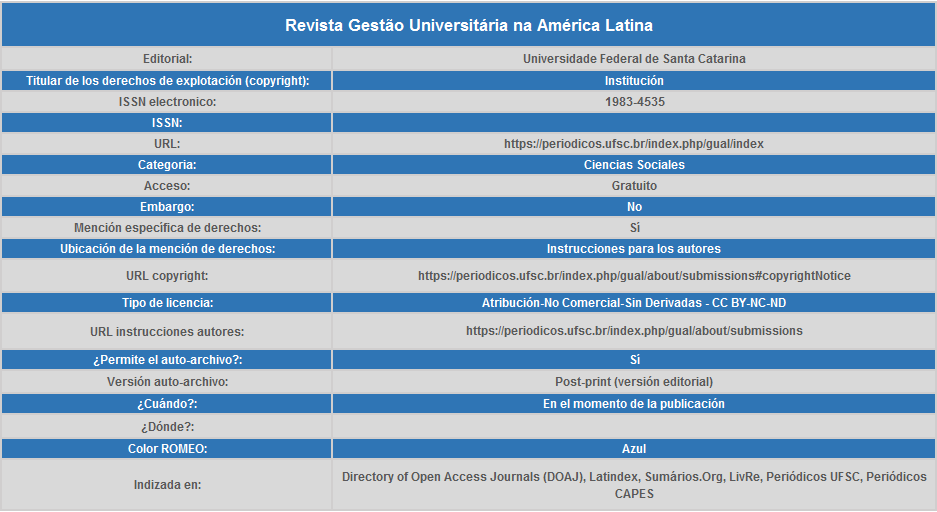 Revista Gestão Universitária na América Latina
Editorial: Universidade Federal de Santa Catarina
Titular de los derechos de explotación (copyright): Institución
ISSN electronico: 1983-4535
ISSN:
URL: https://periodicos.ufsc.br/index.php/gual/index
Categoria: Ciencias Sociales
Acceso: Gratuito
Embargo: No
Mención específica de derechos: Sí
Ubicación de la mención de derechos: Instrucciones para los autores
URL copyright: https://periodicos.ufsc.br/index.php/gual/about/submissions#copyrightNotice
Tipo de licencia: Atribución-No Comercial-Sin Derivadas - CC BY-NC-ND
URL instrucciones autores: https://periodicos.ufsc.br/index.php/gual/about/submissions
¿Permite el auto-archivo?: Sí
Versión auto-archivo: Post-print (versión editorial)
¿Cuándo?: En el momento de la publicación
¿Dónde?:
Color ROMEO: Azul
Indizada en: Directory of Open Access Journals (DOAJ), Latindex, Sumários.Org, LivRe, Periódicos UFSC, Periódicos
CAPES